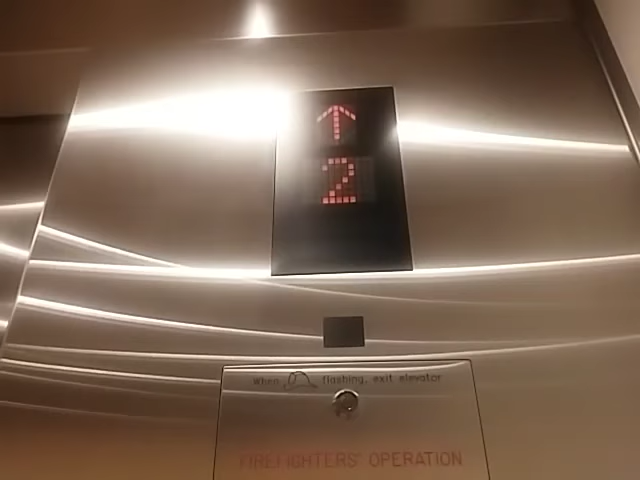 ↑
2
When flashing, exit elevator
FIREFIGHTERS' OPERATION